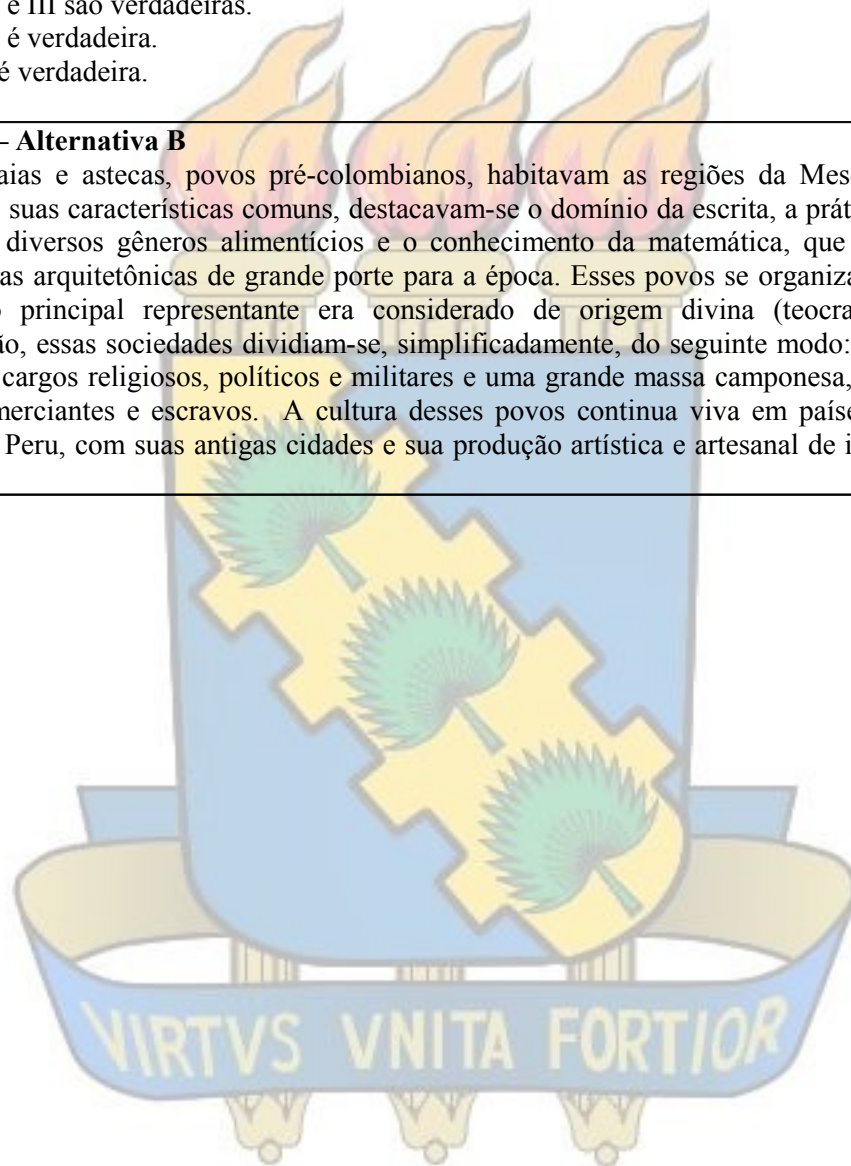 e III são verdadeiras.
é verdadeira.
é verdadeira.
– Alternativa B
aias e astecas, povos pré-colombianos, habitavam as regiões da Mes
suas características comuns, destacavam-se o domínio da escrita, a prát
diversos gêneros alimentícios e o conhecimento da matemática, que
as arquitetônicas de grande porte para a época. Esses povos se organiza
o principal representante era considerado de origem divina (teocra
ão, essas sociedades dividiam-se, simplificadamente, do seguinte modo:
cargos religiosos, políticos e militares e uma grande massa camponesa,
merciantes e escravos. A cultura desses povos continua viva em paíse
Peru, com suas antigas cidades e sua produção artística e artesanal de i
VIRTVS VNITA FORTIOR